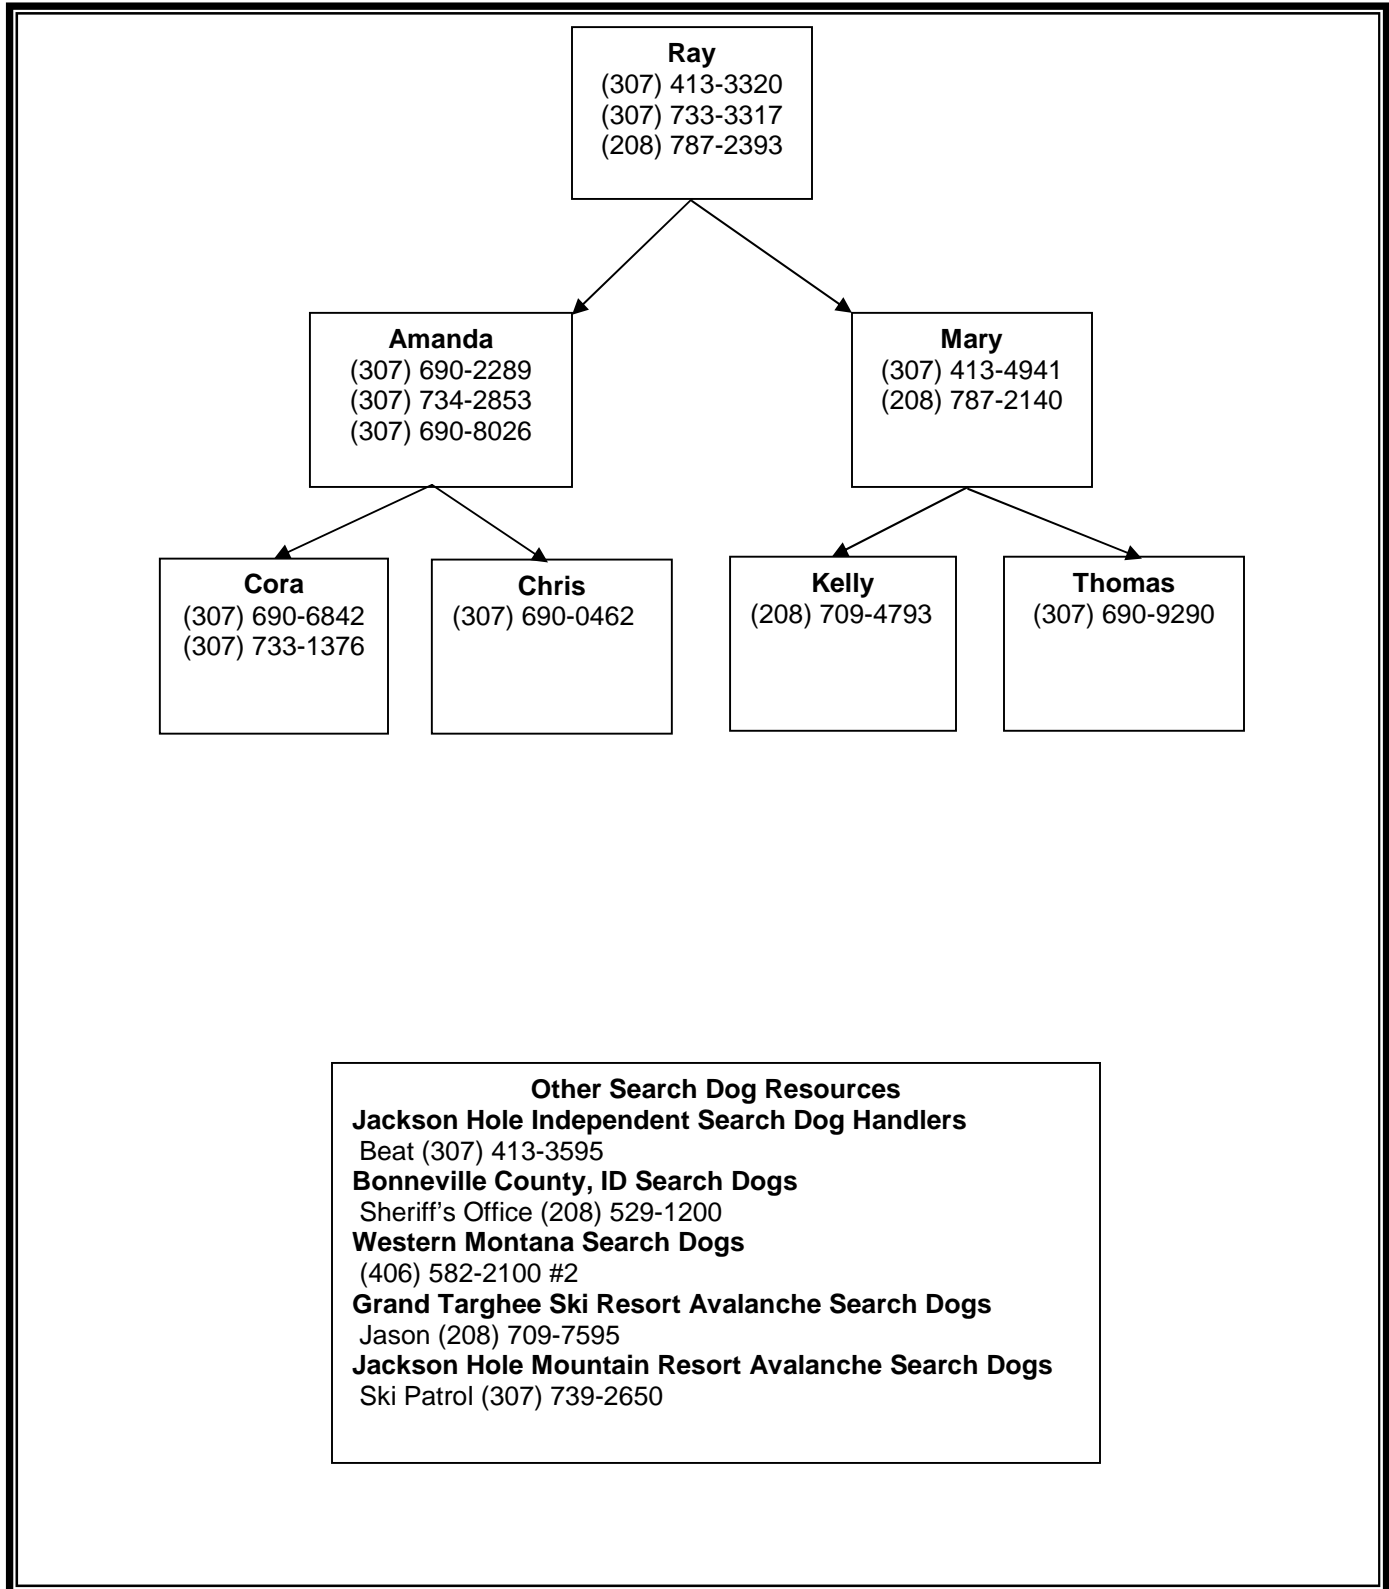 Ray
(307) 413-3320
(307) 733-3317
(208) 787-2393
Amanda
(307) 690-2289
(307) 734-2853
(307) 690-8026
Mary
(307) 413-4941
(208) 787-2140
Cora
(307) 690-6842
(307) 733-1376
Chris
(307) 690-0462
Kelly
(208) 709-4793
Thomas
(307) 690-9290
Other Search Dog Resources
Jackson Hole Independent Search Dog Handlers
Beat (307) 413-3595
Bonneville County, ID Search Dogs
Sheriff’s Office (208) 529-1200
Western Montana Search Dogs
(406) 582-2100 #2
Grand Targhee Ski Resort Avalanche Search Dogs
Jason (208) 709-7595
Jackson Hole Mountain Resort Avalanche Search Dogs
Ski Patrol (307) 739-2650